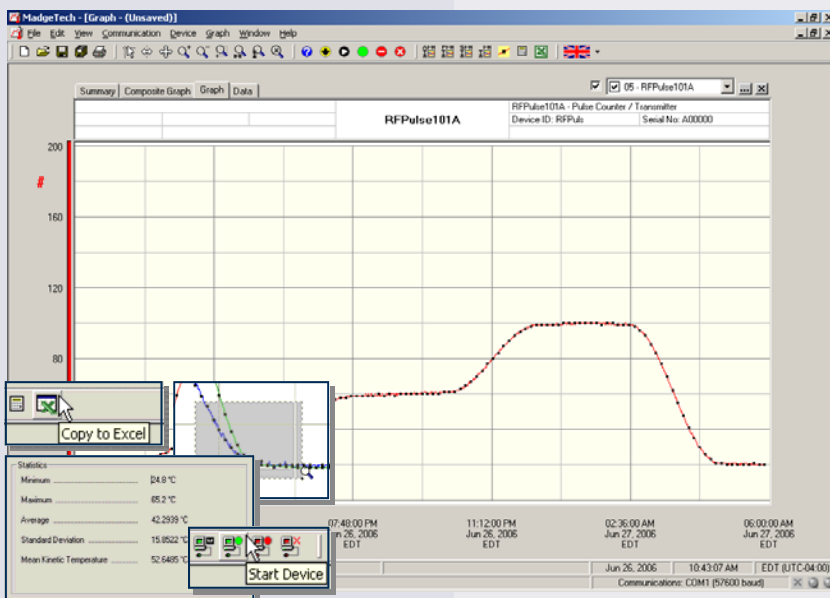 MadgeTech - [Graph - (Unsaved)]
File Edit View Communication Device Graph Window Help
Summary Composite Graph Graph Data
05 - RFPulse101A
RFPulse101A
RFPulse101A - Pulse Counter / Transmitter
Device ID: RFPuls Serial No: A00000
200
#
160
120
80
Copy to Excel
Statistics
Minimum 24.8 °C
Maximum 65.2 °C
Average 42.2939 °C
Standard Deviation 15.8522 °C
Mean Kinetic Temperature 52.6485 °C
Start Device
07:48:00 PM 11:12:00 PM 02:36:00 AM 06:00:00 AM
n 26, 2006 Jun 26, 2006 Jun 27, 2006 Jun 27, 2006
EDT EDT EDT EDT
Jun 26, 2006 10:43:07 AM EDT (UTC-04:00)
Communications: COM1 (57600 baud)